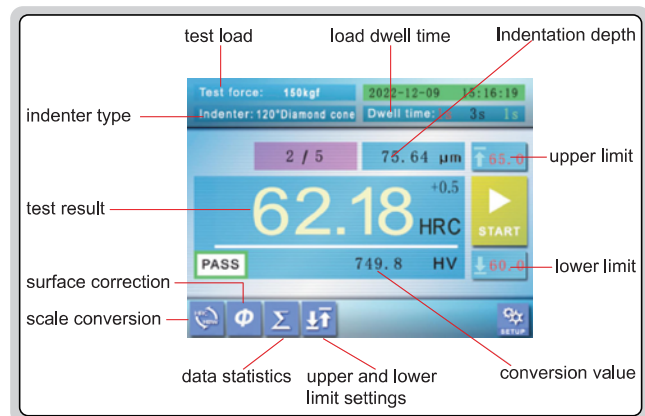 test load
load dwell time
Indentation depth
Test force: 150kgf
2022-12-09 15:16:19
indenter type
Indenter: 120°Diamond cone
Dwell time: 3s 1s
2 / 5
75.64 μm
65.0
upper limit
+0.5
test result
62.18 HRC
START
PASS
749.8 HV
60.0
lower limit
surface correction
scale conversion
Φ
Σ
SETUP
data statistics
upper and lower
limit settings
conversion value